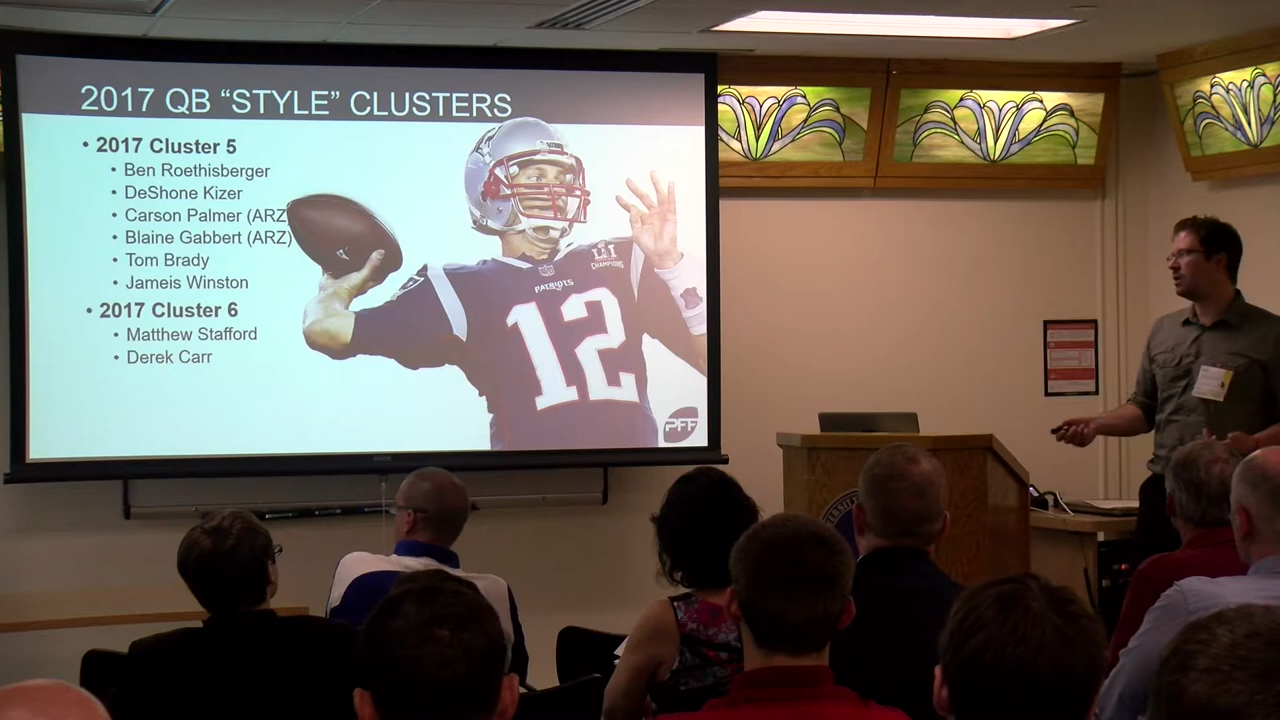 2017 QB “STYLE” CLUSTERS
• 2017 Cluster 5
• Ben Roethisberger
• DeShone Kizer
• Carson Palmer (ARZ)
• Blaine Gabbert (ARZ)
• Tom Brady
• Jameis Winston
• 2017 Cluster 6
• Matthew Stafford
• Derek Carr
LI
CHAMPIONS
NFL
PATRIOTS
12
PFF